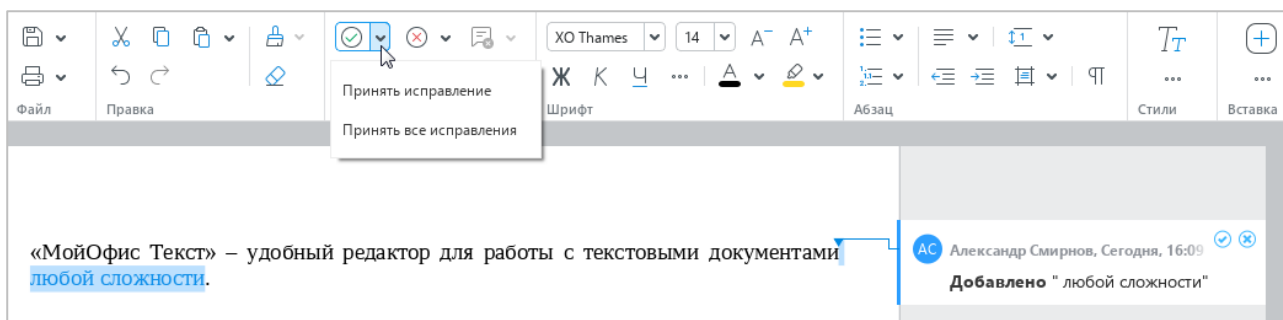 XO Thames
14
A⁻ A⁺
Ж К Ч ... А
Принять исправление
Принять все исправления
Файл
Правка
Шрифт
Абзац
Стили
Вставка
«МойОфис Текст» – удобный редактор для работы с текстовыми документами
любой сложности.
АС
Александр Смирнов, Сегодня, 16:09
Добавлено " любой сложности"